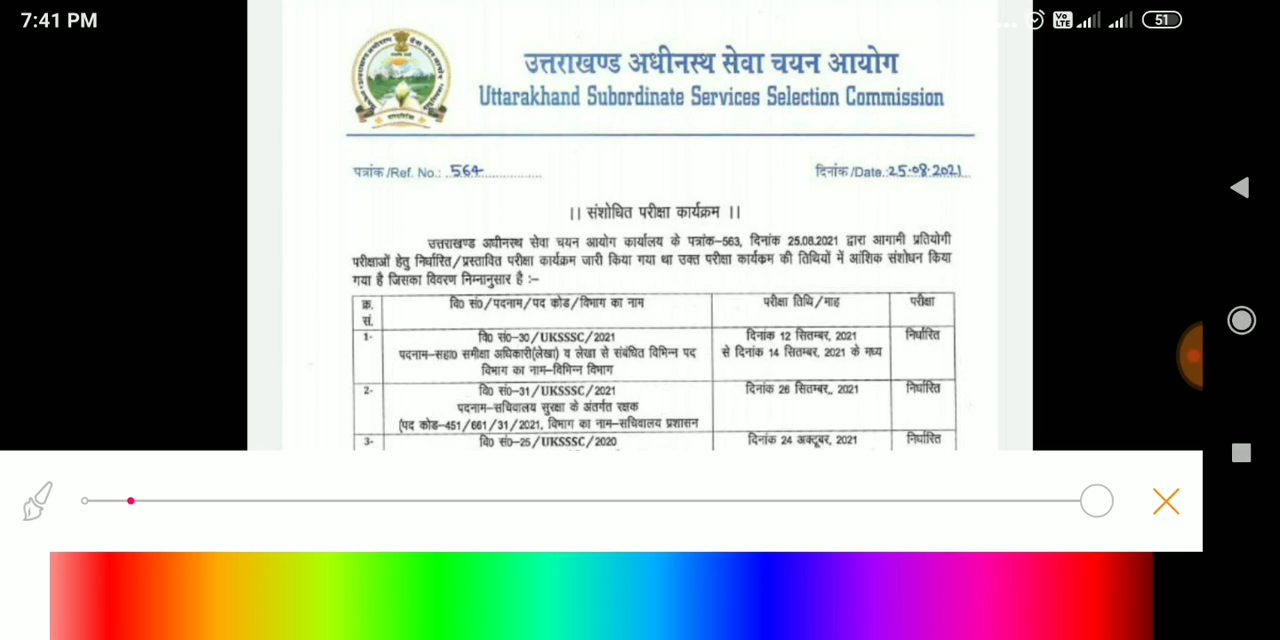 7:41 PM
Vo LTE
51
उत्तराखण्ड अधीनस्थ सेवा चयन आयोग
Uttarakhand Subordinate Services Selection Commission
पत्रांक /Ref. No.: 564
दिनांक /Date.:25.08.2021
|| संशोधित परीक्षा कार्यक्रम ||
उत्तराखण्ड अधीनस्थ सेवा चयन आयोग कार्यालय के पत्रांक–563, दिनांक 25.08.2021 द्वारा आगामी प्रतियोगी
परीक्षाओं हेतु निर्धारित/प्रस्तावित परीक्षा कार्यक्रम जारी किया गया था उक्त परीक्षा कार्यक्रम की तिथियों में आंशिक संशोधन किया
गया है जिसका विवरण निम्नानुसार है :–
क्र. सं.
वि0 सं0/पदनाम/पद कोड/विभाग का नाम
परीक्षा तिथि/माह
परीक्षा
1-
वि0 सं0–30/UKSSSC/2021
पदनाम–सहा0 समीक्षा अधिकारी(लेखा) व लेखा से संबंधित विभिन्न पद
विभाग का नाम–विभिन्न विभाग
दिनांक 12 सितम्बर, 2021
से दिनांक 14 सितम्बर, 2021 के मध्य
निर्धारित
2-
वि0 सं0–31/UKSSSC/2021
पदनाम–सचिवालय सुरक्षा के अंतर्गत रक्षक
(पद कोड–451/661/31/2021, विभाग का नाम–सचिवालय प्रशासन
दिनांक 26 सितम्बर,, 2021
निर्धारित
3-
वि0 सं0–25/UKSSSC/2020
दिनांक 24 अक्टूबर, 2021
निर्धारित